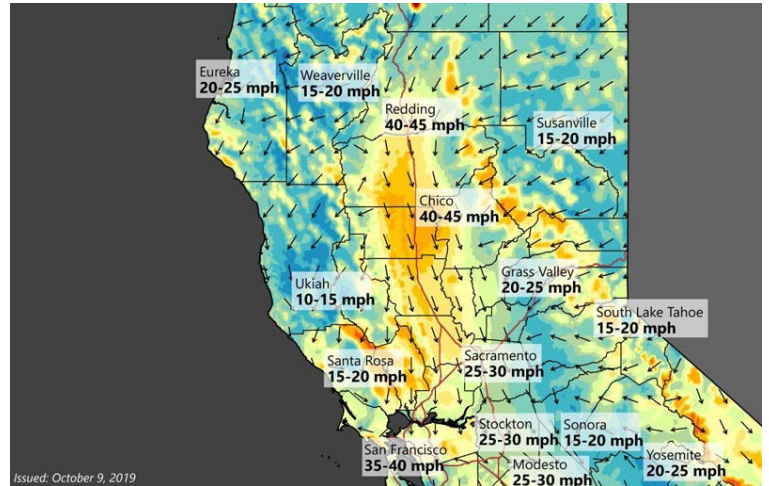 Eureka
20-25 mph
Weaverville
15-20 mph
Redding
40-45 mph
Susanville
15-20 mph
Chico
40-45 mph
Grass Valley
20-25 mph
Ukiah
10-15 mph
South Lake Tahoe
15-20 mph
Santa Rosa
15-20 mph
Sacramento
25-30 mph
Stockton
25-30 mph
Sonora
15-20 mph
San Francisco
35-40 mph
Modesto
25-30 mph
Yosemite
20-25 mph
Issued: October 9, 2019